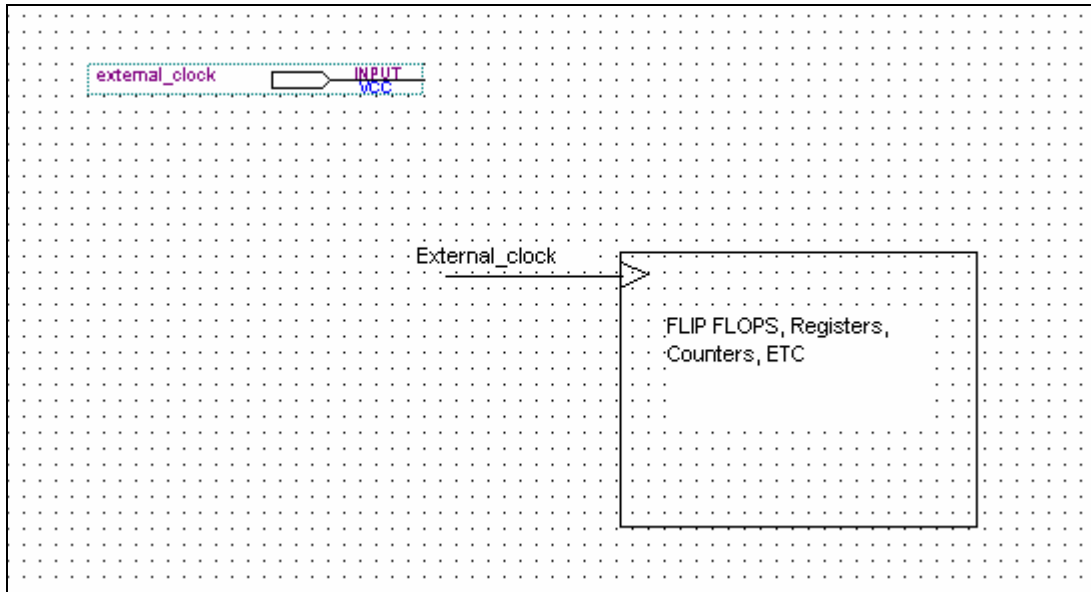 external_clock INPUT
VCC
External_clock
FLIP FLOPS, Registers,
Counters, ETC